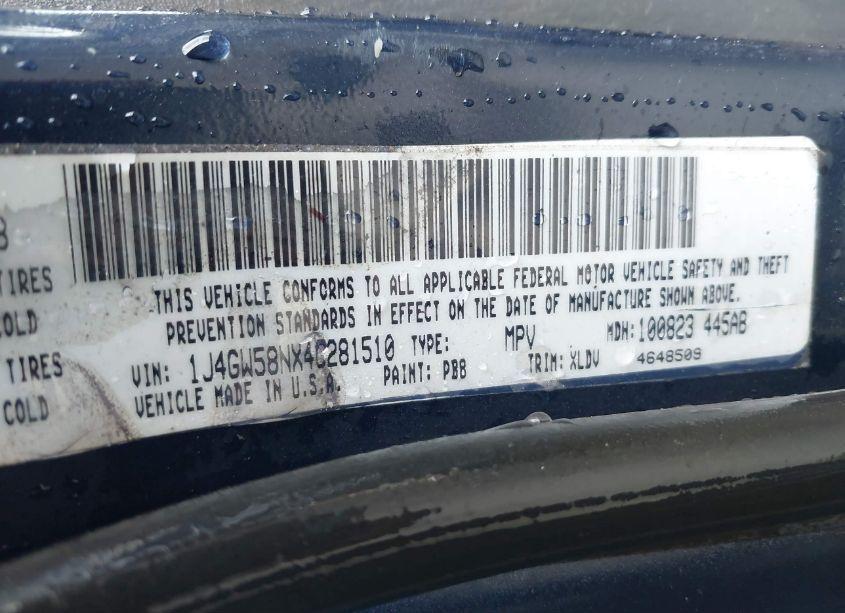 8
TIRES
COLD
TIRES
COLD
THIS VEHICLE CONFORMS TO ALL APPLICABLE FEDERAL MOTOR VEHICLE SAFETY AND THEFT
PREVENTION STANDARDS IN EFFECT ON THE DATE OF MANUFACTURE SHOWN ABOVE.
VIN: 1J4GW58NX4C281510 TYPE: MPV MDH: 100823 445AB
VEHICLE MADE IN U.S.A. PAINT: PBB TRIM: XLDV 4648509